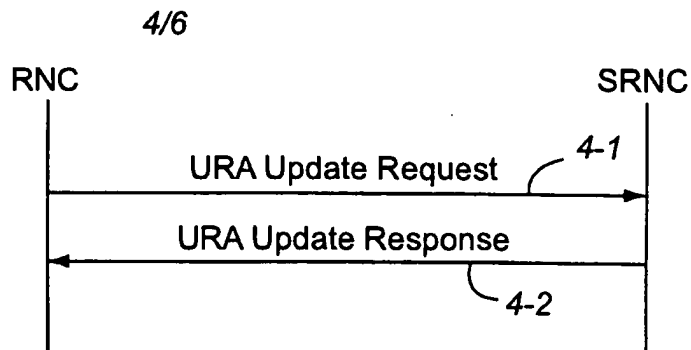 4/6
RNC
SRNC
4-1
URA Update Request
URA Update Response
4-2